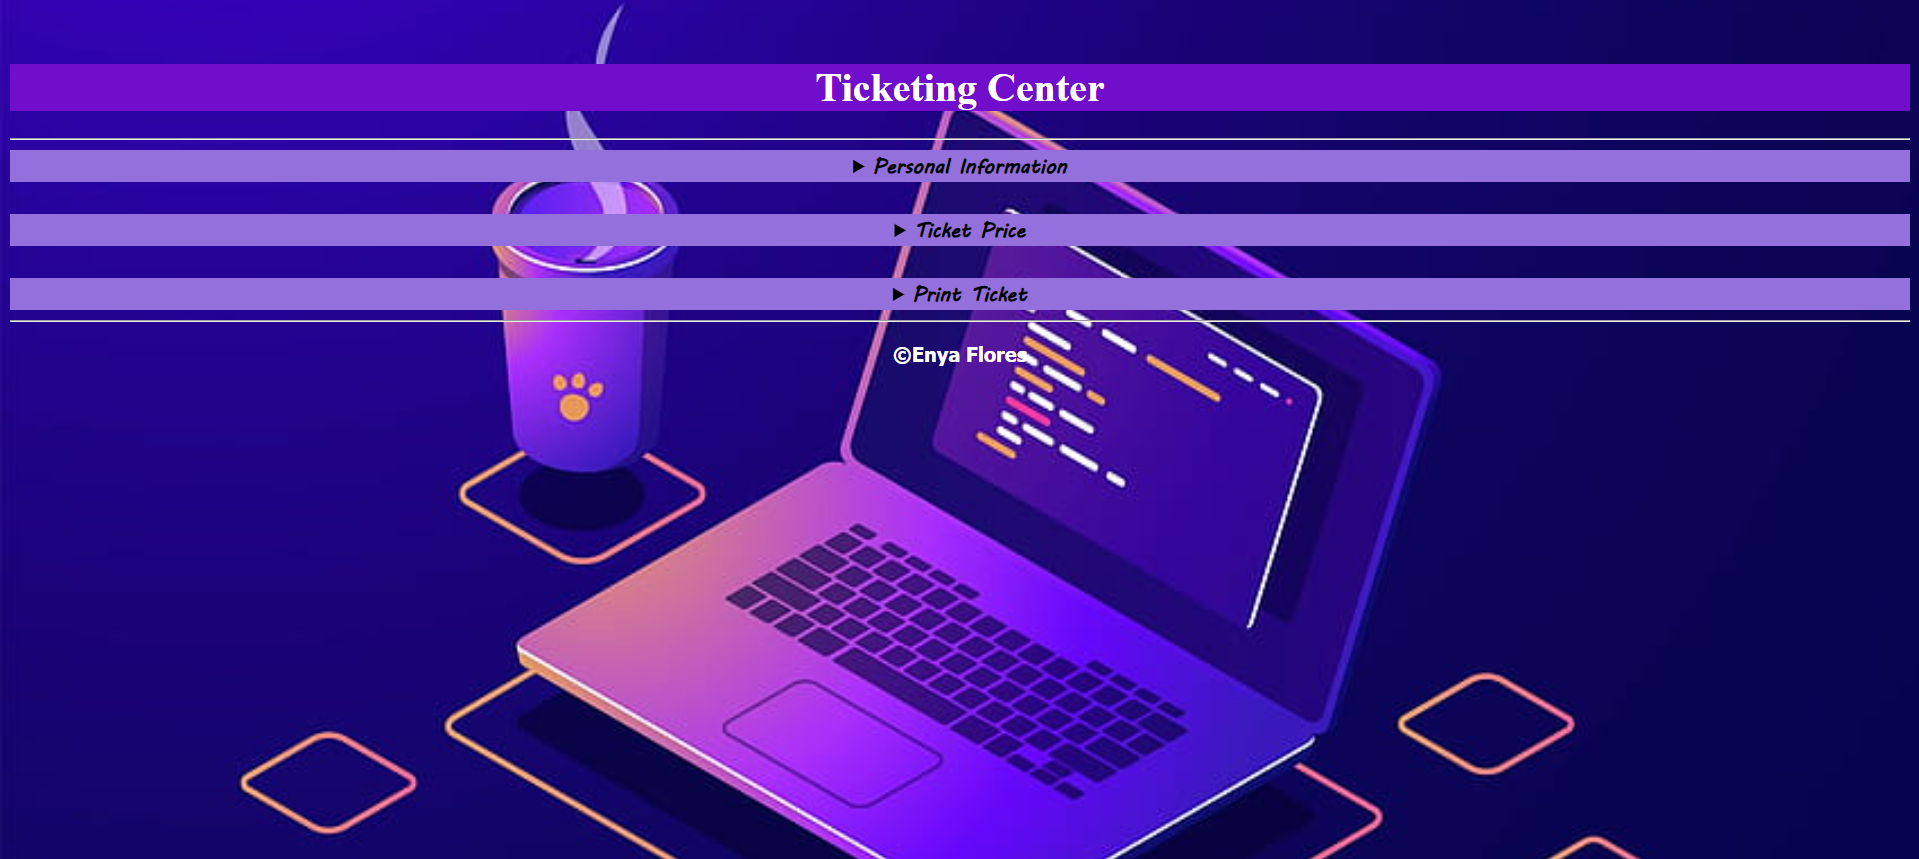 Ticketing Center
Personal Information
Ticket Price
Print Ticket
©Enya Flores